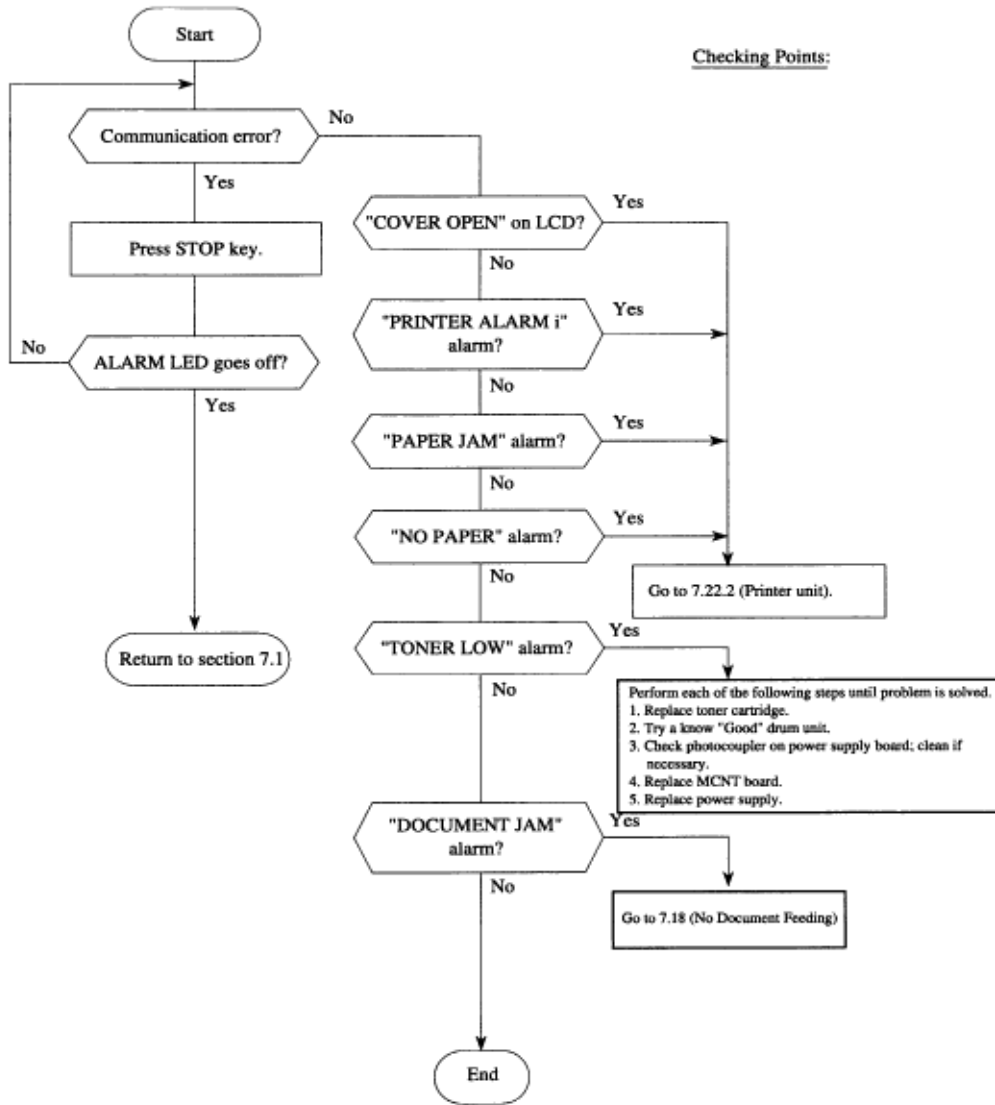 Start
Checking Points:
Communication error?
No
Yes
Press STOP key.
ALARM LED goes off?
No
Yes
Return to section 7.1
"COVER OPEN" on LCD?
Yes
No
"PRINTER ALARM i"
alarm?
Yes
No
"PAPER JAM" alarm?
Yes
No
"NO PAPER" alarm?
Yes
No
Go to 7.22.2 (Printer unit).
"TONER LOW" alarm?
Yes
No
Perform each of the following steps until problem is solved.
1. Replace toner cartridge.
2. Try a know "Good" drum unit.
3. Check photocoupler on power supply board; clean if
necessary.
4. Replace MCNT board.
5. Replace power supply.
"DOCUMENT JAM"
alarm?
Yes
No
Go to 7.18 (No Document Feeding)
End